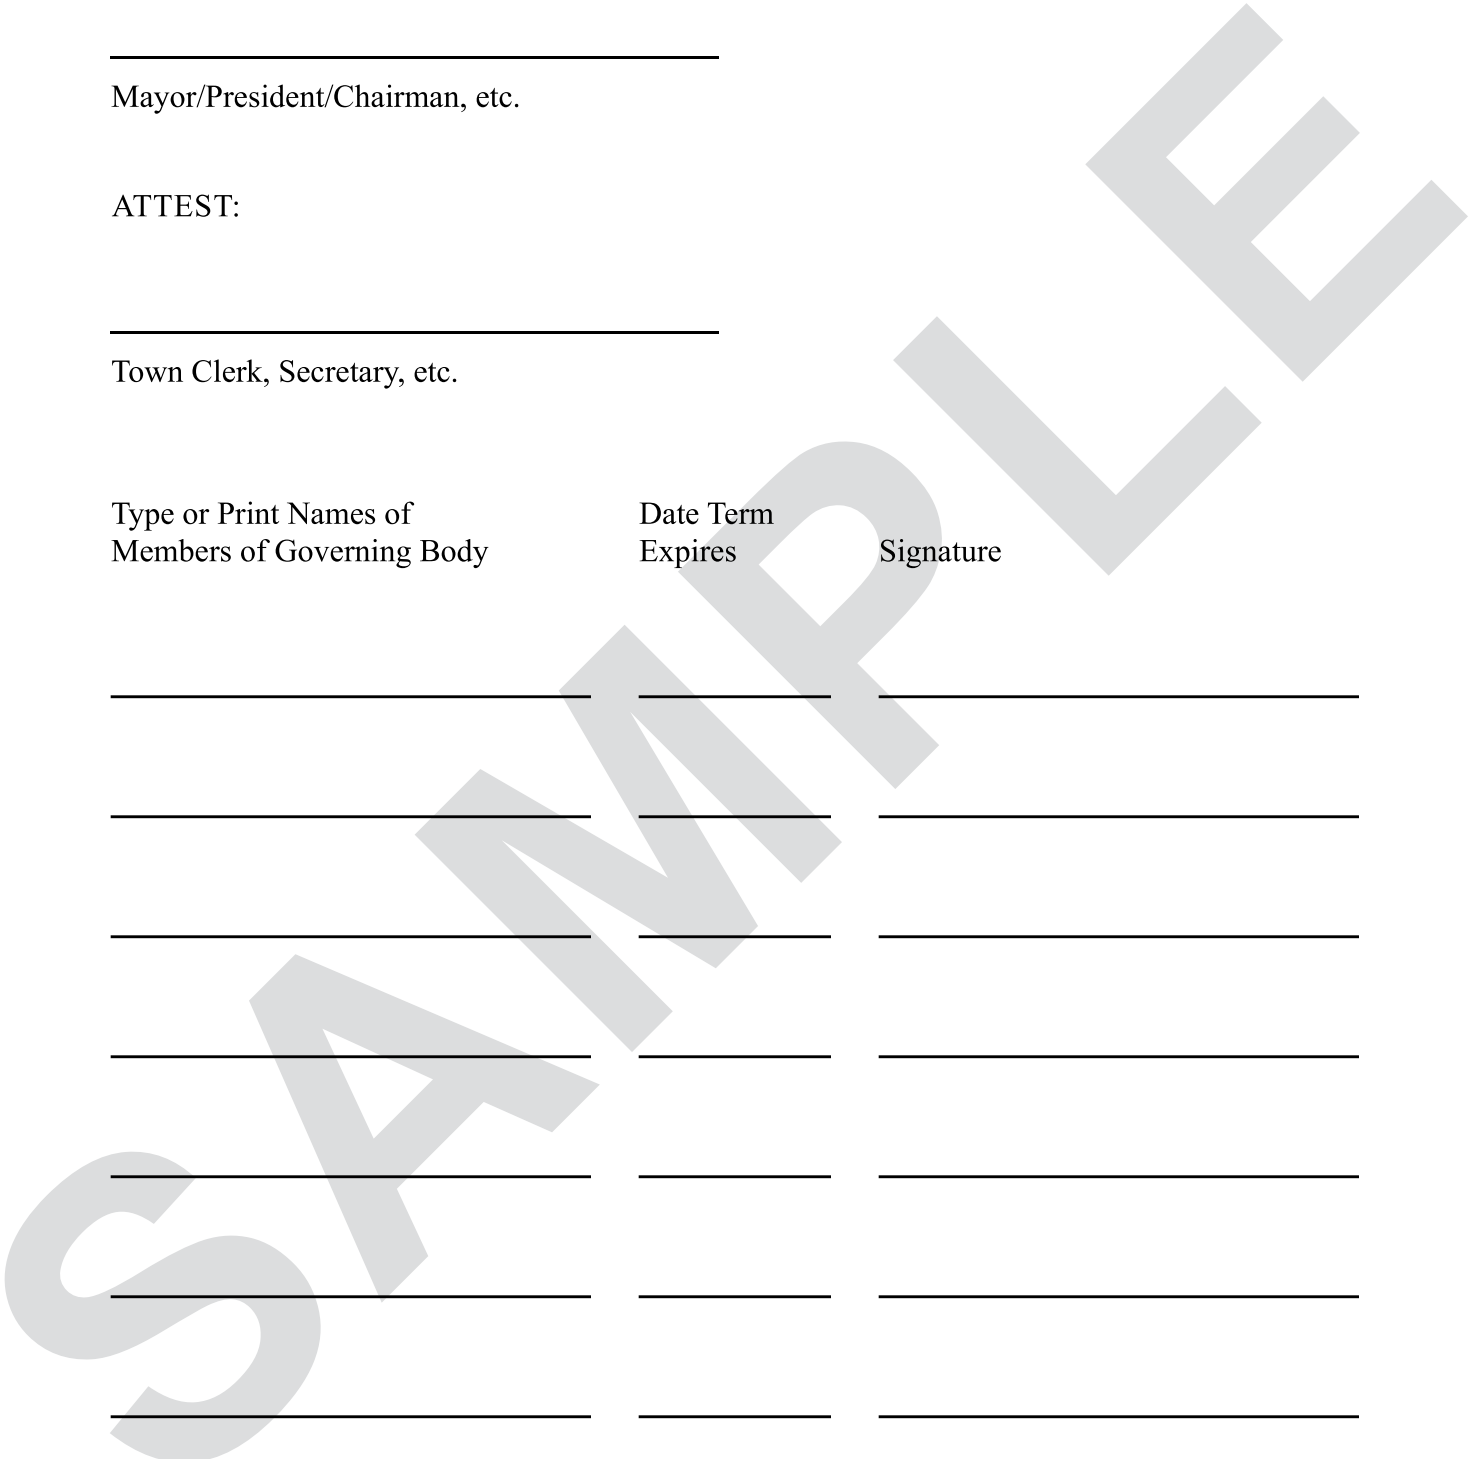 Mayor/President/Chairman, etc.
ATTEST:
Town Clerk, Secretary, etc.
Type or Print Names of
Members of Governing Body
Date Term
Expires
Signature
SAMPLE